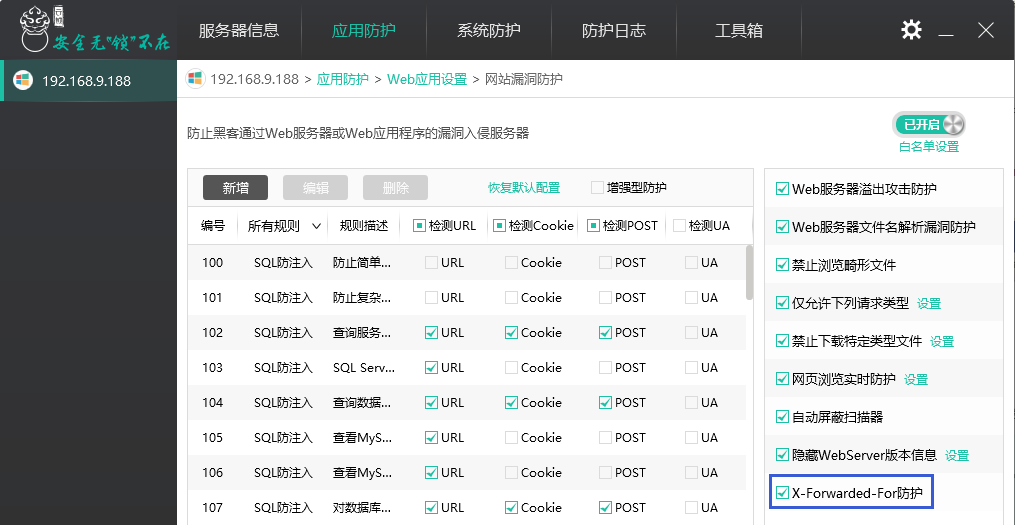 安全无"锁"不在
服务器信息 应用防护 系统防护 防护日志 工具箱
192.168.9.188
192.168.9.188 > 应用防护 > Web应用设置 > 网站漏洞防护
防止黑客通过Web服务器或Web应用程序的漏洞入侵服务器
已开启
白名单设置
新增 编辑 删除 恢复默认配置 增强型防护
编号 所有规则 规则描述 检测URL 检测Cookie 检测POST 检测UA
100 SQL防注入 防止简单... URL Cookie POST UA
101 SQL防注入 防止复杂... URL Cookie POST UA
102 SQL防注入 查询服务... URL Cookie POST UA
103 SQL防注入 SQL Serv... URL Cookie POST UA
104 SQL防注入 查询数据... URL Cookie POST UA
105 SQL防注入 查看MyS... URL Cookie POST UA
106 SQL防注入 查看MyS... URL Cookie POST UA
107 SQL防注入 对数据库... URL Cookie POST UA
Web服务器溢出攻击防护
Web服务器文件名解析漏洞防护
禁止浏览畸形文件
仅允许下列请求类型 设置
禁止下载特定类型文件 设置
网页浏览实时防护 设置
自动屏蔽扫描器
隐藏WebServer版本信息 设置
X-Forwarded-For防护